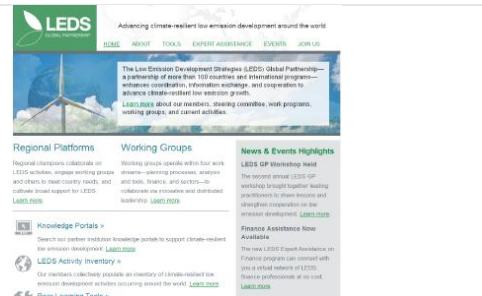 LEDS
GLOBAL PARTNERSHIP
Advancing climate-resilient low emission development around the world
HOME ABOUT TOOLS EXPERT ASSISTANCE EVENTS JOIN US
The Low Emission Development Strategies (LEDS) Global Partnership—
a partnership of more than 100 countries and international programs—
enhances coordination, information exchange, and cooperation to
advance climate-resilient low emission growth.
Learn more about our members, steering committee, work programs,
working groups, and current activities.
Regional Platforms
Regional champions collaborate on
LEDS activities, engage working groups
and others to meet country needs, and
cultivate broad support for LEDS.
Learn more.
Working Groups
Working groups operate within four work
streams—planning processes, analysis
and tools, finance, and sectors—to
collaborate via innovative and distributed
leadership. Learn more.
News & Events Highlights
LEDS GP Workshop Held
The second annual LEDS GP
workshop brought together leading
practitioners to share lessons and
strengthen cooperation on low
emission development. Learn more.
Finance Assistance Now
Available
The new LEDS Expert Assistance on
Finance program can connect with
you a virtual network of LEDS
finance professionals at no cost.
Learn more.
Knowledge Portals »
Search our partner institution knowledge portals to support climate-resilient
low emission development. Learn more.
LEDS Activity Inventory »
Our members collectively populate an inventory of climate-resilient low
emission development activities occurring around the world. Learn more.